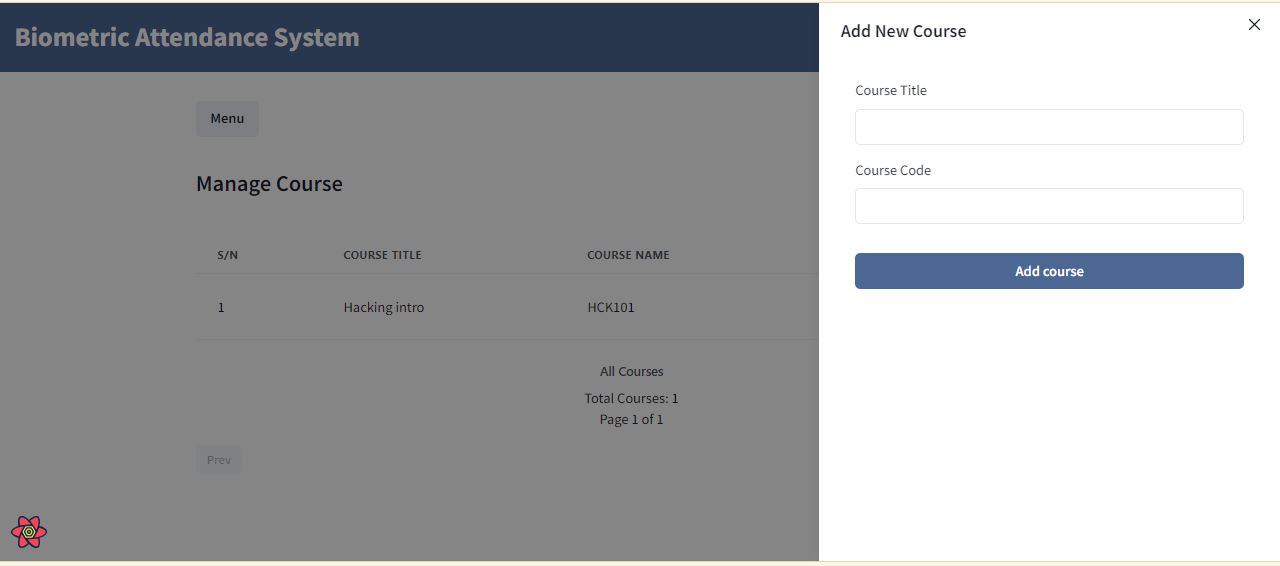 Biometric Attendance System
Menu
Manage Course
S/N COURSE TITLE COURSE NAME
1 Hacking intro HCK101
All Courses
Total Courses: 1
Page 1 of 1
Prev
Add New Course
Course Title
Course Code
Add course